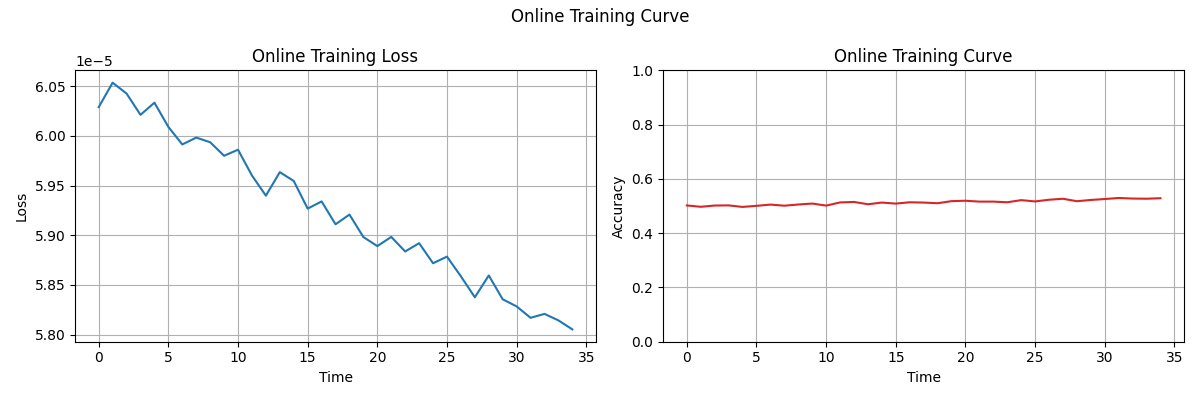 Online Training Curve
Online Training Loss
1e−5
6.05
6.00
5.95
5.90
5.85
5.80
Loss
0 5 10 15 20 25 30 35
Time
Online Training Curve
1.0
0.8
0.6
0.4
0.2
0.0
Accuracy
0 5 10 15 20 25 30 35
Time